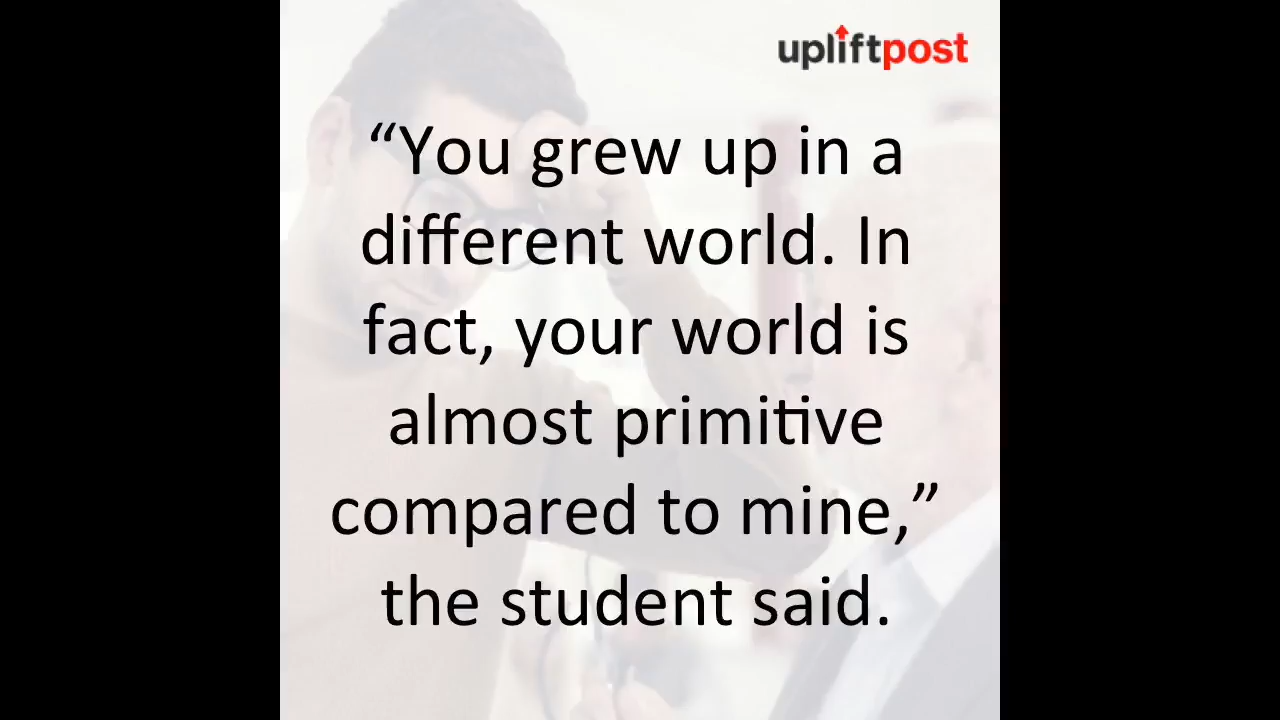 upliftpost
“You grew up in a
different world. In
fact, your world is
almost primitive
compared to mine,”
the student said.